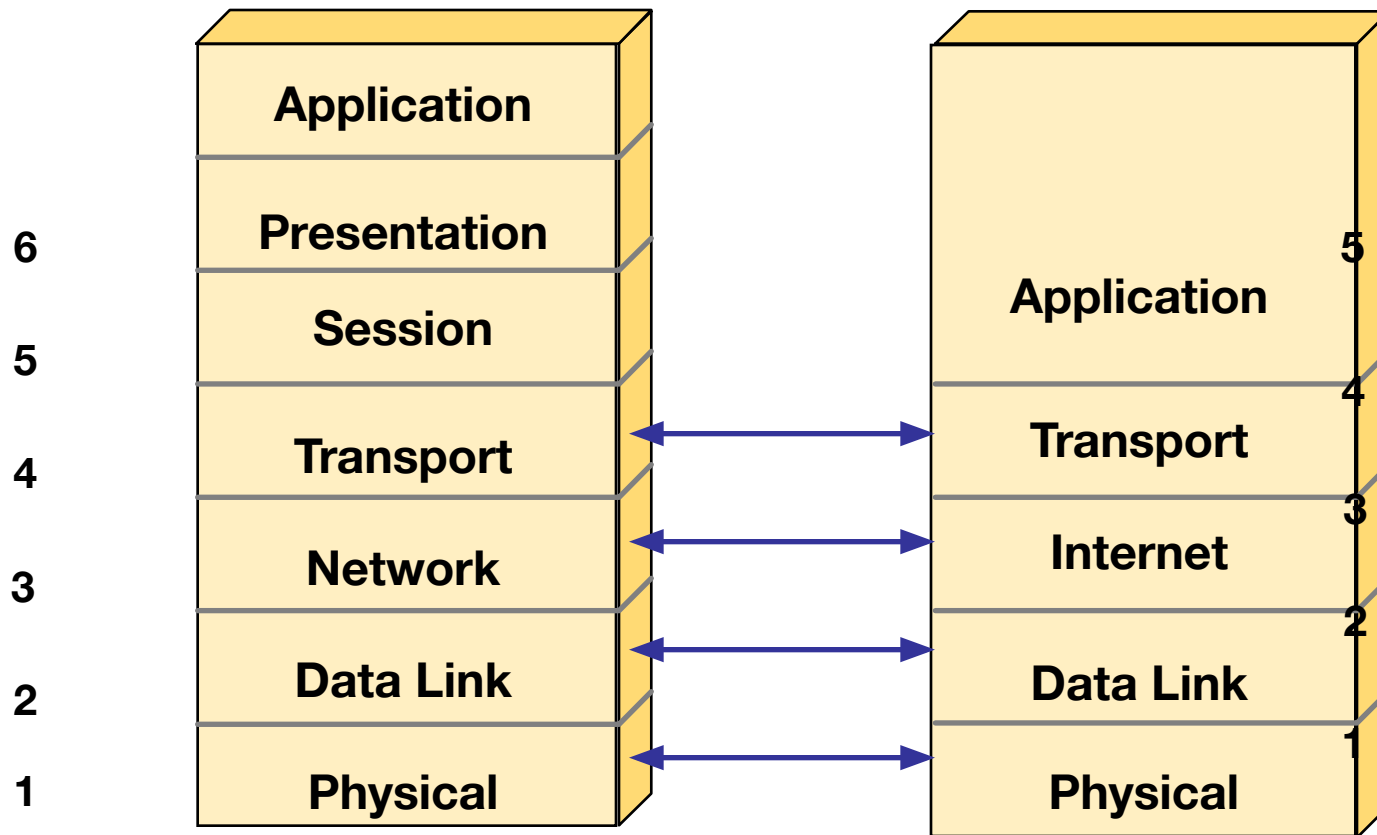 Application
6 Presentation
5 Session
4 Transport
3 Network
2 Data Link
1 Physical
5
Application
4
Transport
3
Internet
2
Data Link
1
Physical